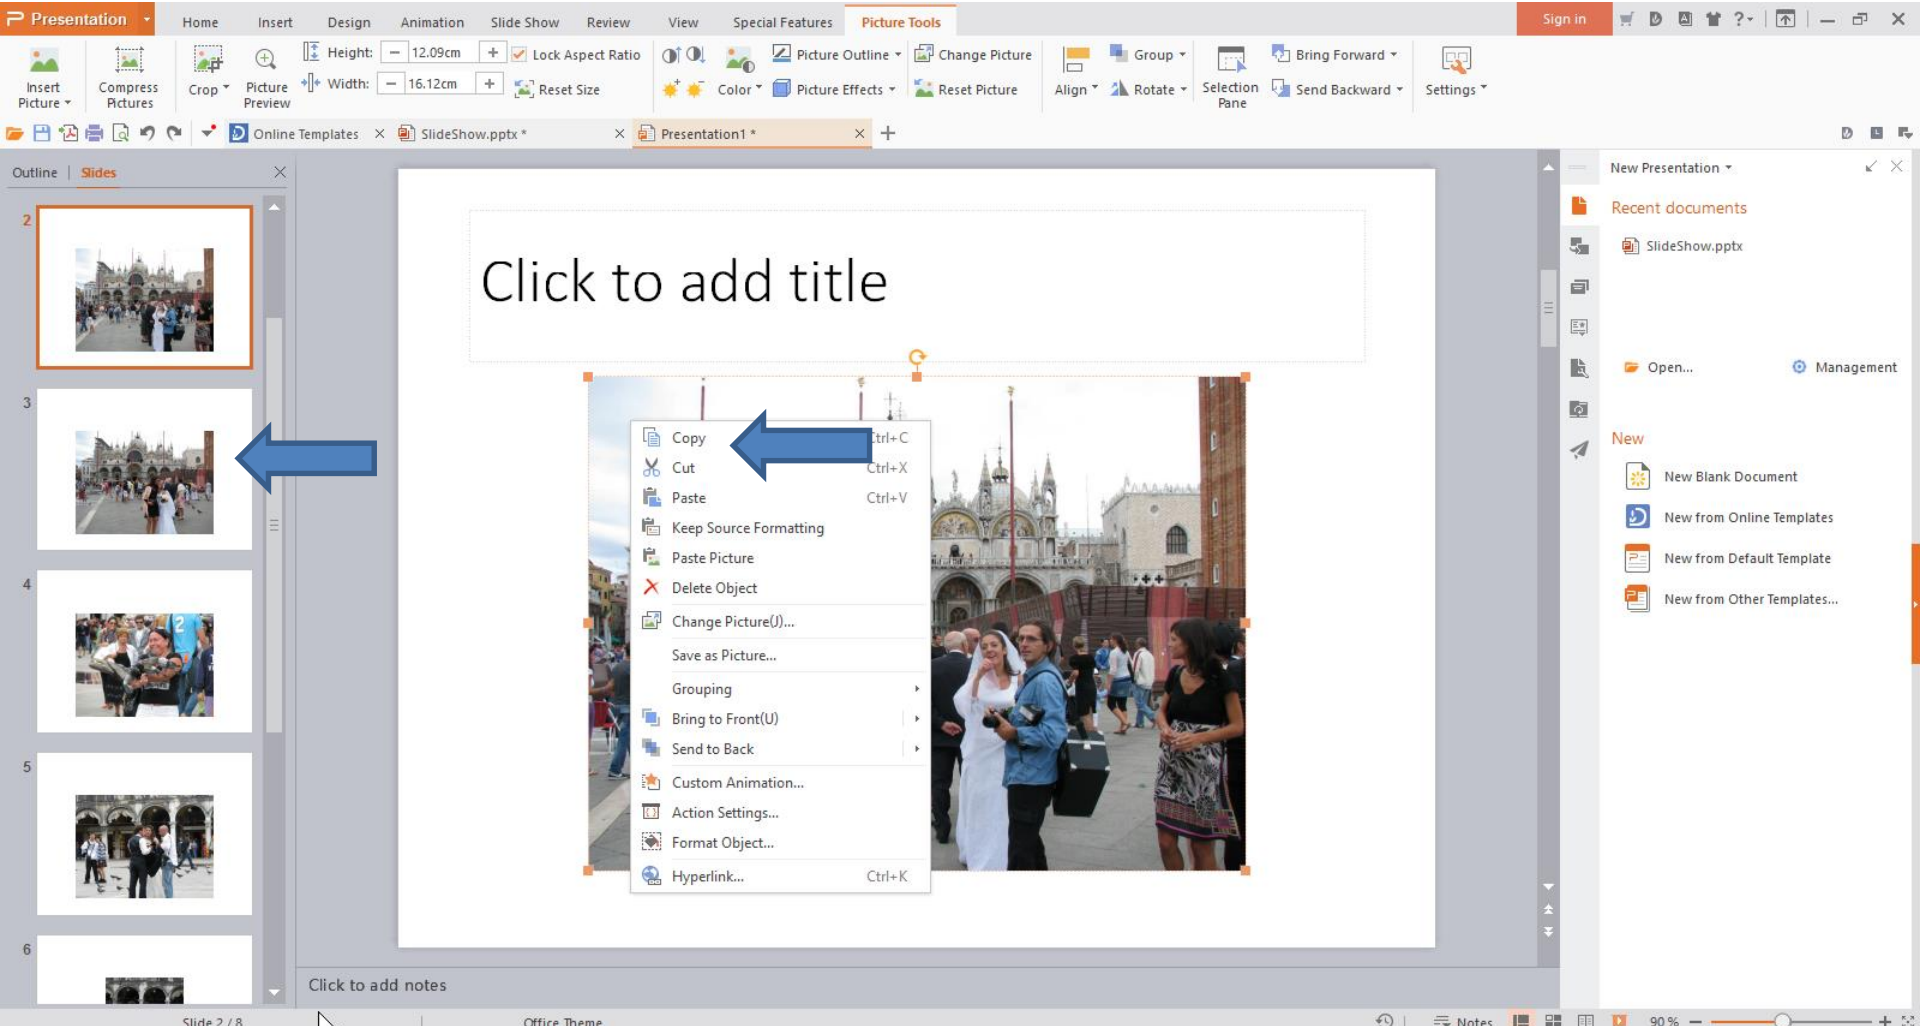 Presentation
Home Insert Design Animation Slide Show Review View Special Features Picture Tools Sign in ?
Insert Picture
Compress Pictures
Crop
Picture Preview
Height: − 12.09cm + Lock Aspect Ratio
Width: − 16.12cm + Reset Size
Color
Picture Outline
Picture Effects
Change Picture
Reset Picture
Align
Group
Rotate
Selection Pane
Bring Forward
Send Backward
Settings
Online Templates SlideShow.pptx * Presentation1 *
Outline Slides
2
3
4
5
6
Click to add title
Copy Ctrl+C
Cut Ctrl+X
Paste Ctrl+V
Keep Source Formatting
Paste Picture
Delete Object
Change Picture(J)...
Save as Picture...
Grouping
Bring to Front(U)
Send to Back
Custom Animation...
Action Settings...
Format Object...
Hyperlink... Ctrl+K
Click to add notes
New Presentation
Recent documents
SlideShow.pptx
Open... Management
New
New Blank Document
New from Online Templates
New from Default Template
New from Other Templates...
Slide 2 / 8 Office Theme Notes 90 % − +